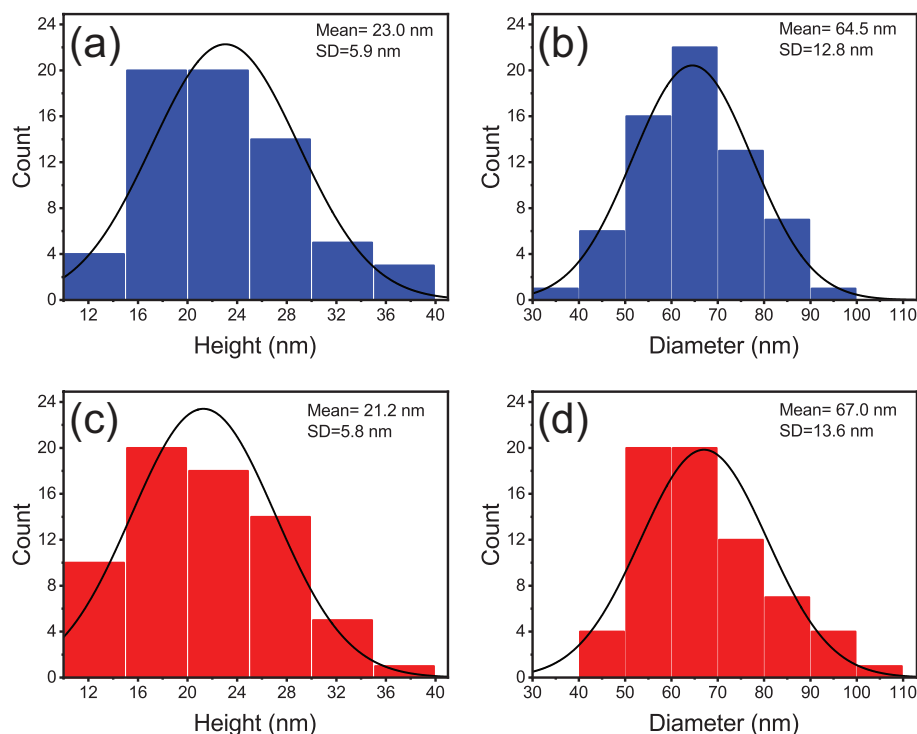 (a)
Mean= 23.0 nm
SD=5.9 nm
24
20
16
12
8
4
0
Count
12 16 20 24 28 32 36 40
Height (nm)
(b)
Mean= 64.5 nm
SD=12.8 nm
24
20
16
12
8
4
0
Count
30 40 50 60 70 80 90 100 110
Diameter (nm)
(c)
Mean= 21.2 nm
SD=5.8 nm
24
20
16
12
8
4
0
Count
12 16 20 24 28 32 36 40
Height (nm)
(d)
Mean= 67.0 nm
SD=13.6 nm
24
20
16
12
8
4
0
Count
30 40 50 60 70 80 90 100 110
Diameter (nm)